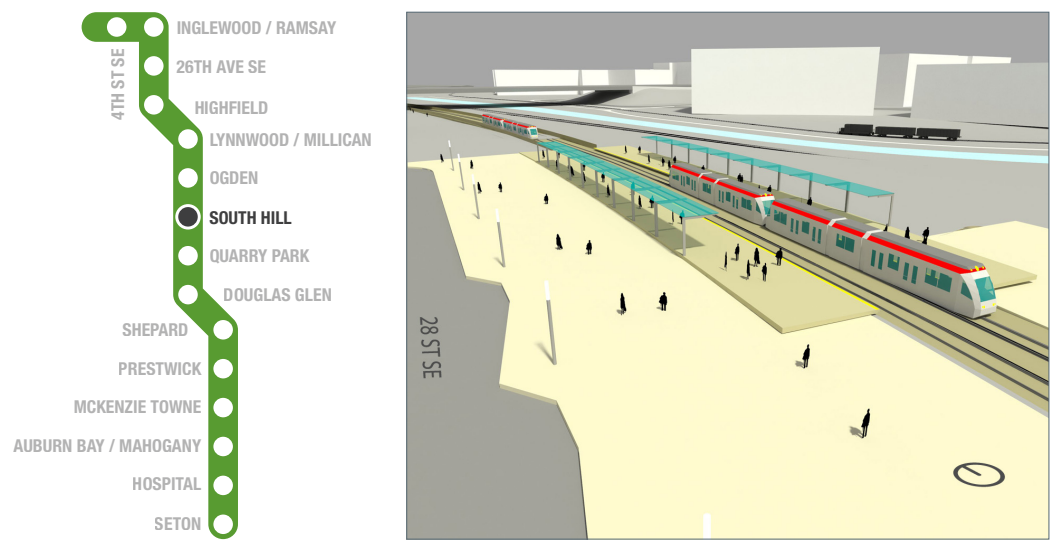 4TH ST SE
INGLEWOOD / RAMSAY
26TH AVE SE
HIGHFIELD
LYNNWOOD / MILLICAN
OGDEN
SOUTH HILL
QUARRY PARK
DOUGLAS GLEN
SHEPARD
PRESTWICK
MCKENZIE TOWNE
AUBURN BAY / MAHOGANY
HOSPITAL
SETON
28 ST SE